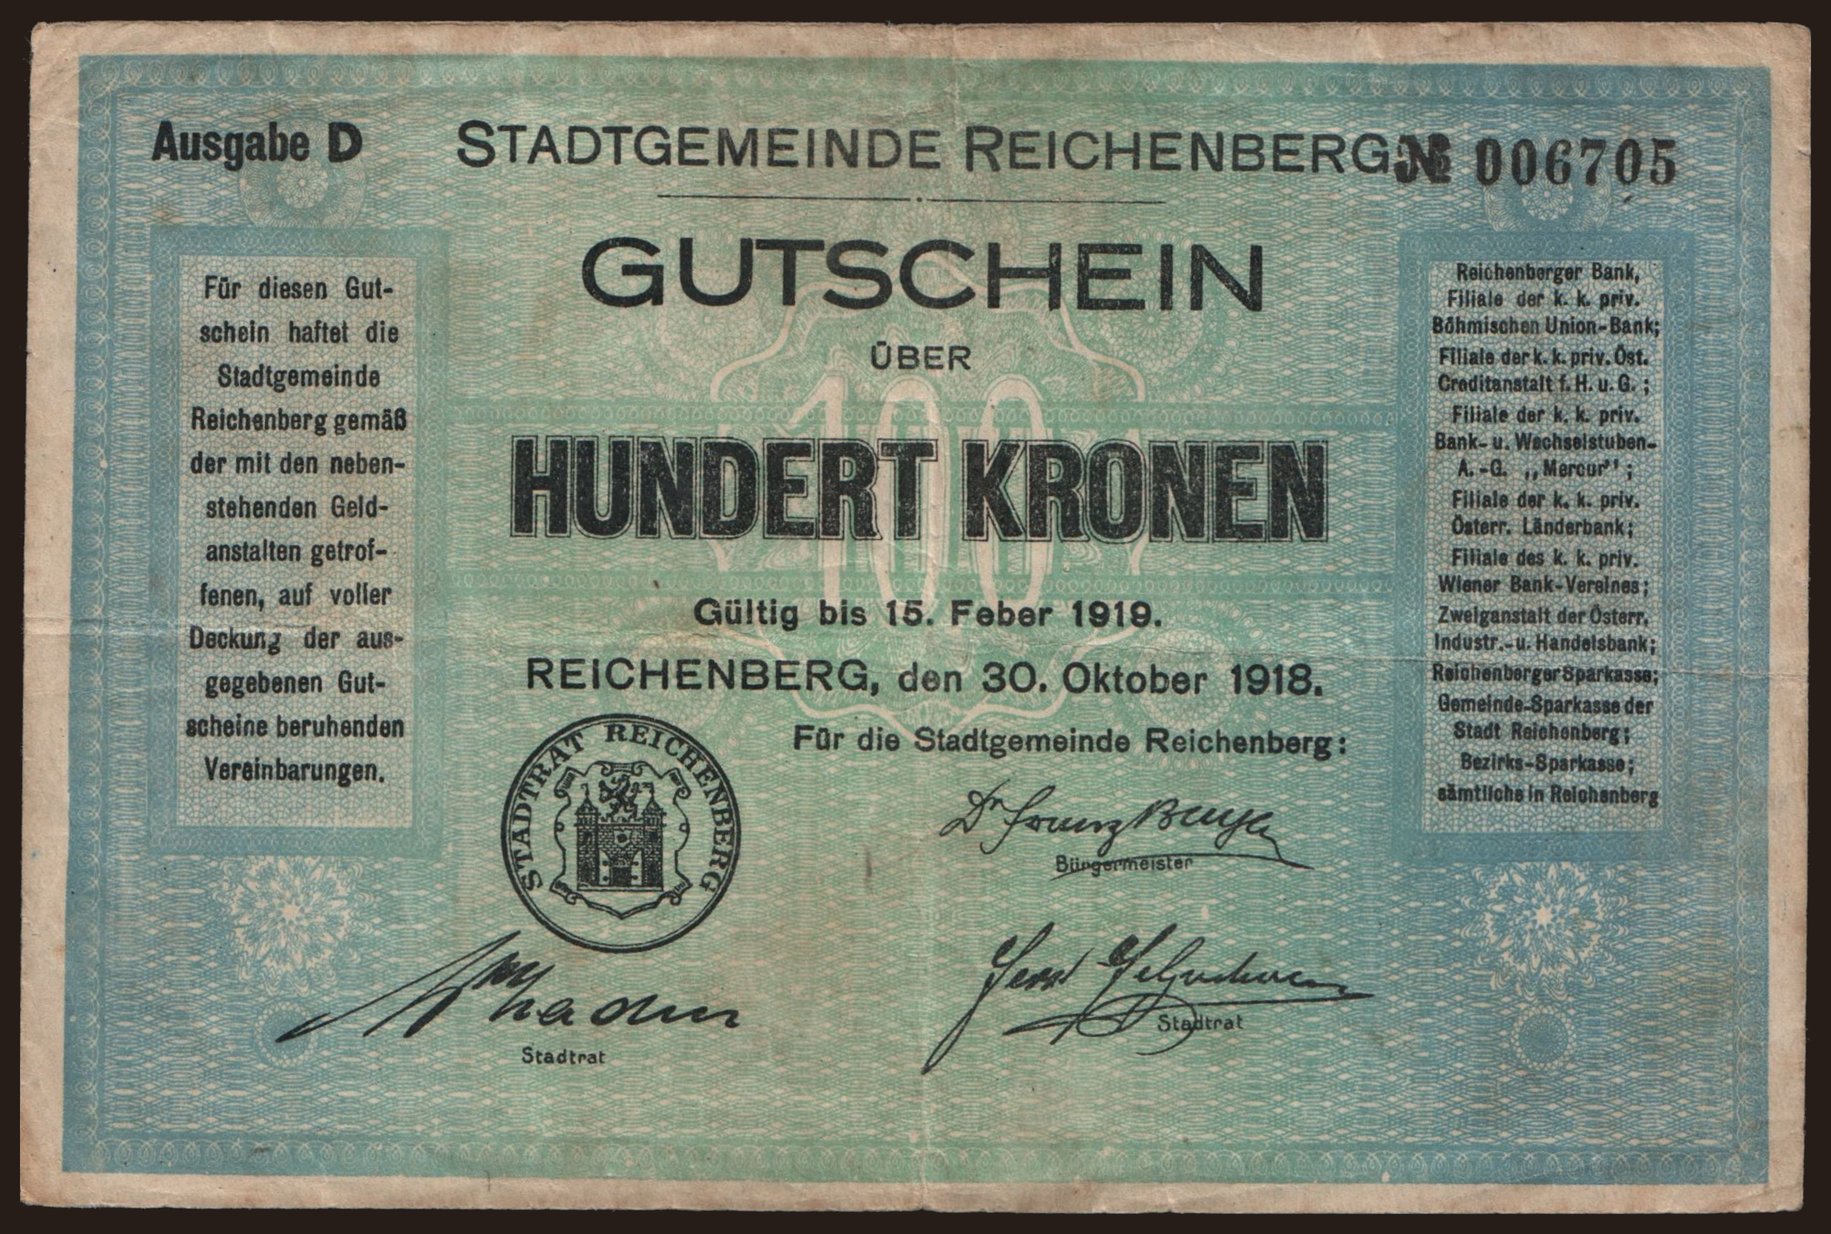 Ausgabe D
STADTGEMEINDE REICHENBERG
№ 006705
GUTSCHEIN
ÜBER
100
HUNDERT KRONEN
Gültig bis 15. Feber 1919.
REICHENBERG, den 30. Oktober 1918.
Für die Stadtgemeinde Reichenberg:
Für diesen Gut-
schein haftet die
Stadtgemeinde
Reichenberg gemäß
der mit den neben-
stehenden Geld-
anstalten getrof-
fenen, auf voller
Deckung der aus-
gegebenen Gut-
scheine beruhenden
Vereinbarungen.
Reichenberger Bank,
Filiale der k. k. priv.
Böhmischen Union-Bank;
Filiale der k. k. priv. Öst.
Creditanstalt f. H. u. G. ;
Filiale der k. k. priv.
Bank- u. Wechselstuben-
A.-G. „Mercur" ;
Filiale der k. k. priv.
Österr. Länderbank;
Filiale des k. k. priv.
Wiener Bank-Vereines;
Zweiganstalt der Österr.
Industr.-u. Handelsbank;
Reichenberger Sparkasse;
Gemeinde-Sparkasse der
Stadt Reichenberg;
Bezirks-Sparkasse;
sämtliche in Reichenberg
STADTRAT REICHENBERG
Dr Franz Bayer
Bürgermeister
Stadtrat
Stadtrat